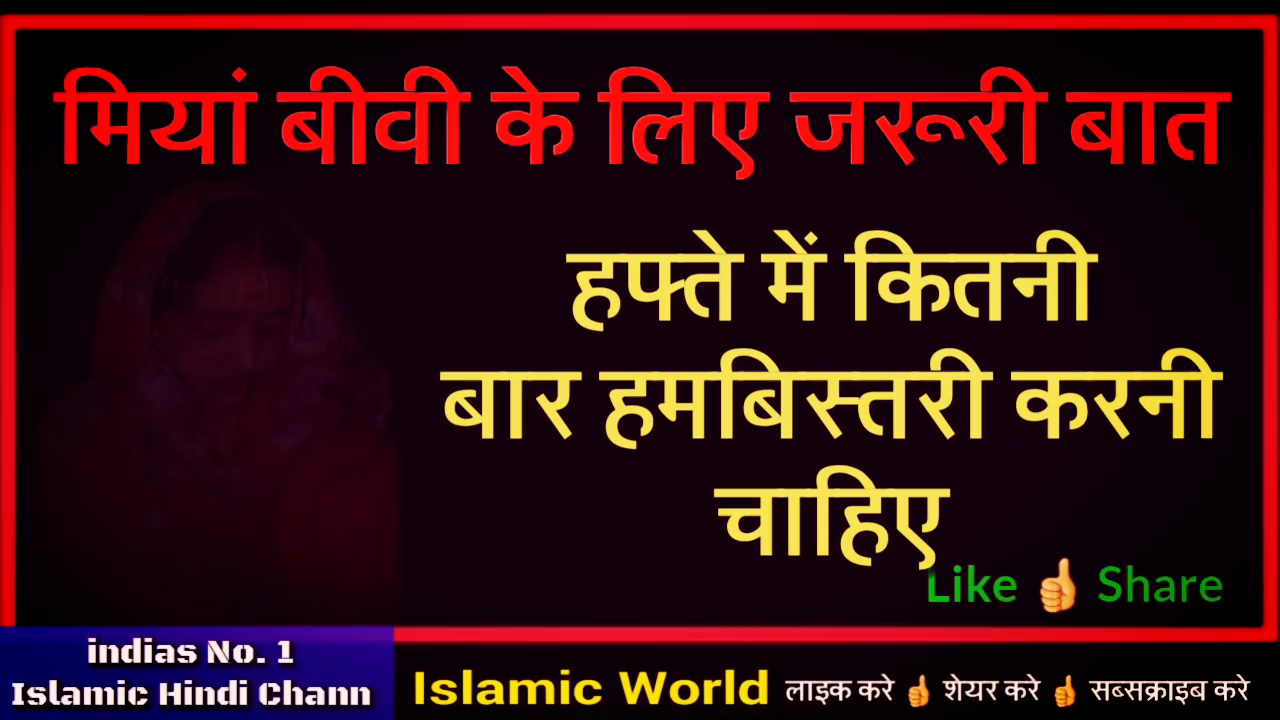 मियां बीवी के लिए जरूरी बात
हफ्ते में कितनी
बार हमबिस्तरी करनी
चाहिए
Like 👍 Share
indias No. 1
Islamic Hindi Chann
Islamic World लाइक करे 👍 शेयर करे 👍 सब्सक्राइब करे